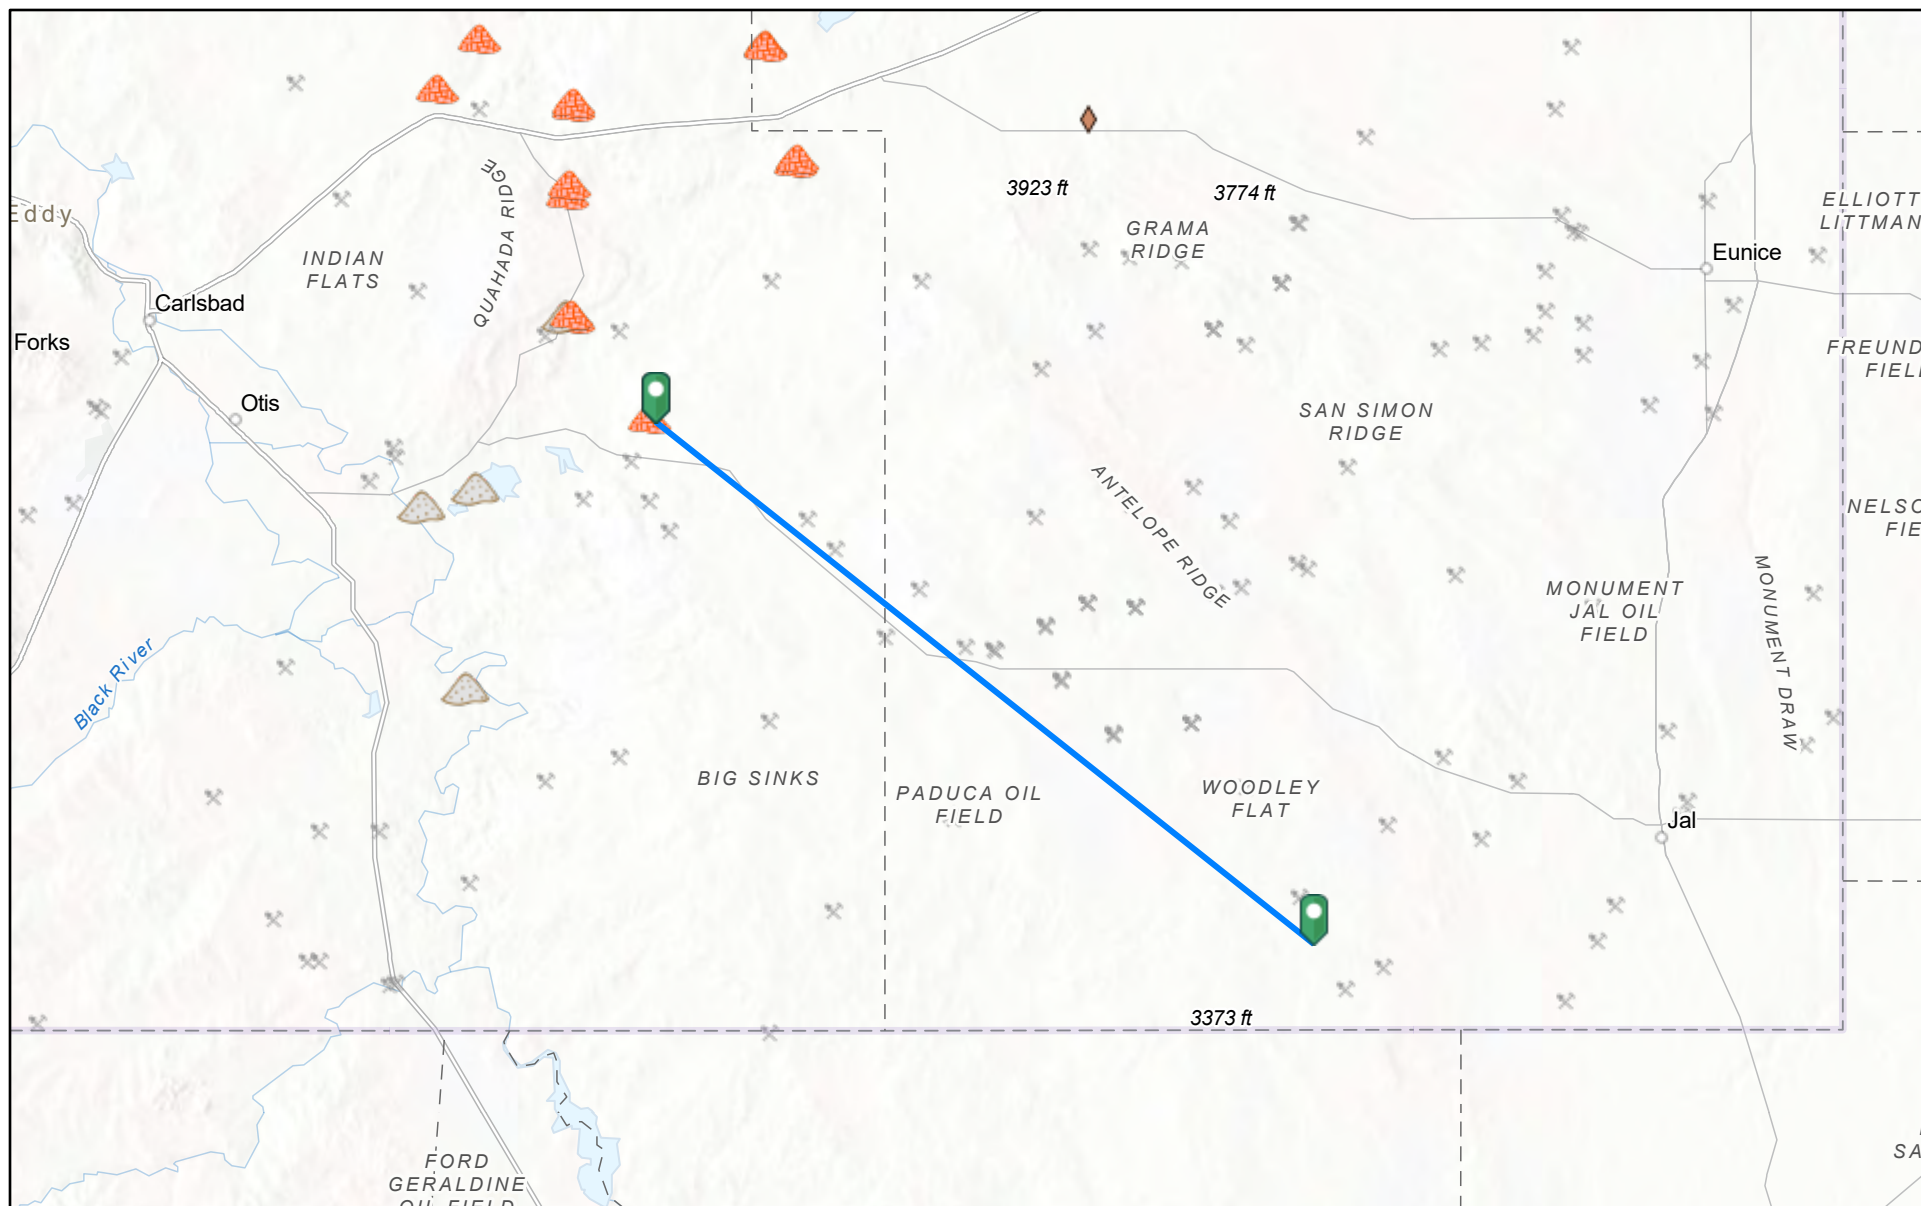 3923 ft
3774 ft
Eddy
QUAHADA RIDGE
INDIAN
FLATS
GRAMA
RIDGE
ELLIOTT
LITTMAN
Eunice
Carlsbad
Forks
FREUND
Otis
SAN SIMON
RIDGE
ANTELOPE RIDGE
MONUMENT
JAL OIL
FIELD
MONUMENT DRAW
Black River
BIG SINKS
PADUCA OIL
FIELD
WOODLEY
FLAT
Jal
3373 ft
FORD
GERALDINE
OIL FIELD
SA